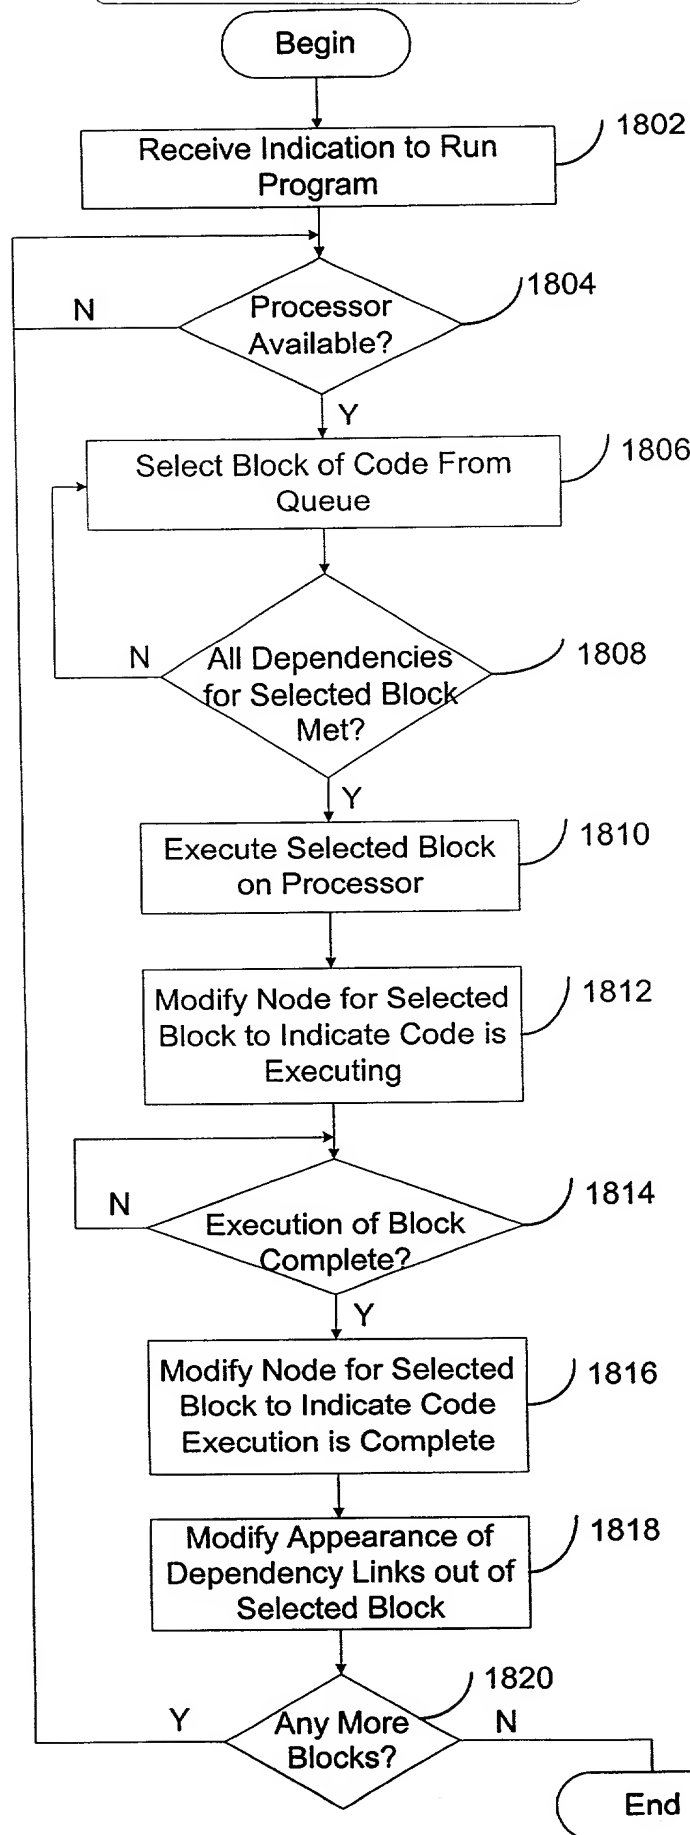 Begin
1802
Receive Indication to Run
Program
1804
N
Processor
Available?
Y
1806
Select Block of Code From
Queue
N
1808
All Dependencies
for Selected Block
Met?
Y
1810
Execute Selected Block
on Processor
1812
Modify Node for Selected
Block to Indicate Code is
Executing
1814
N
Execution of Block
Complete?
Y
1816
Modify Node for Selected
Block to Indicate Code
Execution is Complete
1818
Modify Appearance of
Dependency Links out of
Selected Block
1820
Y
Any More
Blocks?
N
End